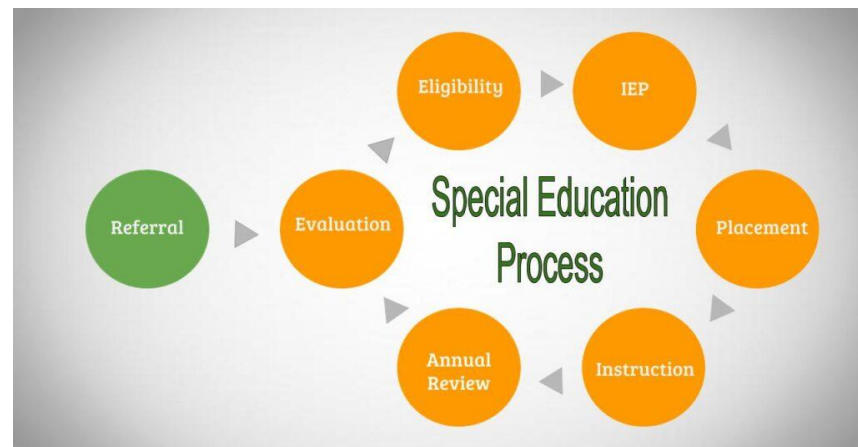 Referral
Evaluation
Eligibility
IEP
Placement
Instruction
Annual
Review
Special Education
Process